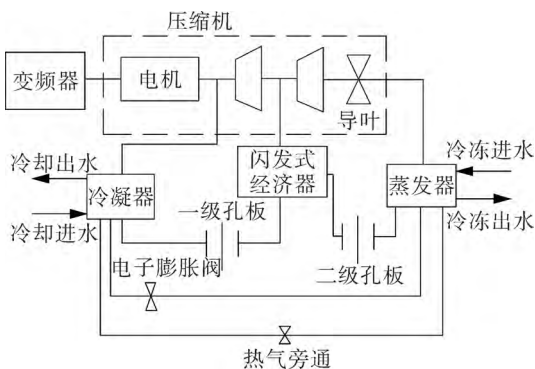 压缩机
变频器
电机
导叶
冷却出水
闪发式
经济器
冷冻进水
冷凝器
蒸发器
一级孔板
冷却进水
冷冻出水
电子膨胀阀
二级孔板
热气旁通